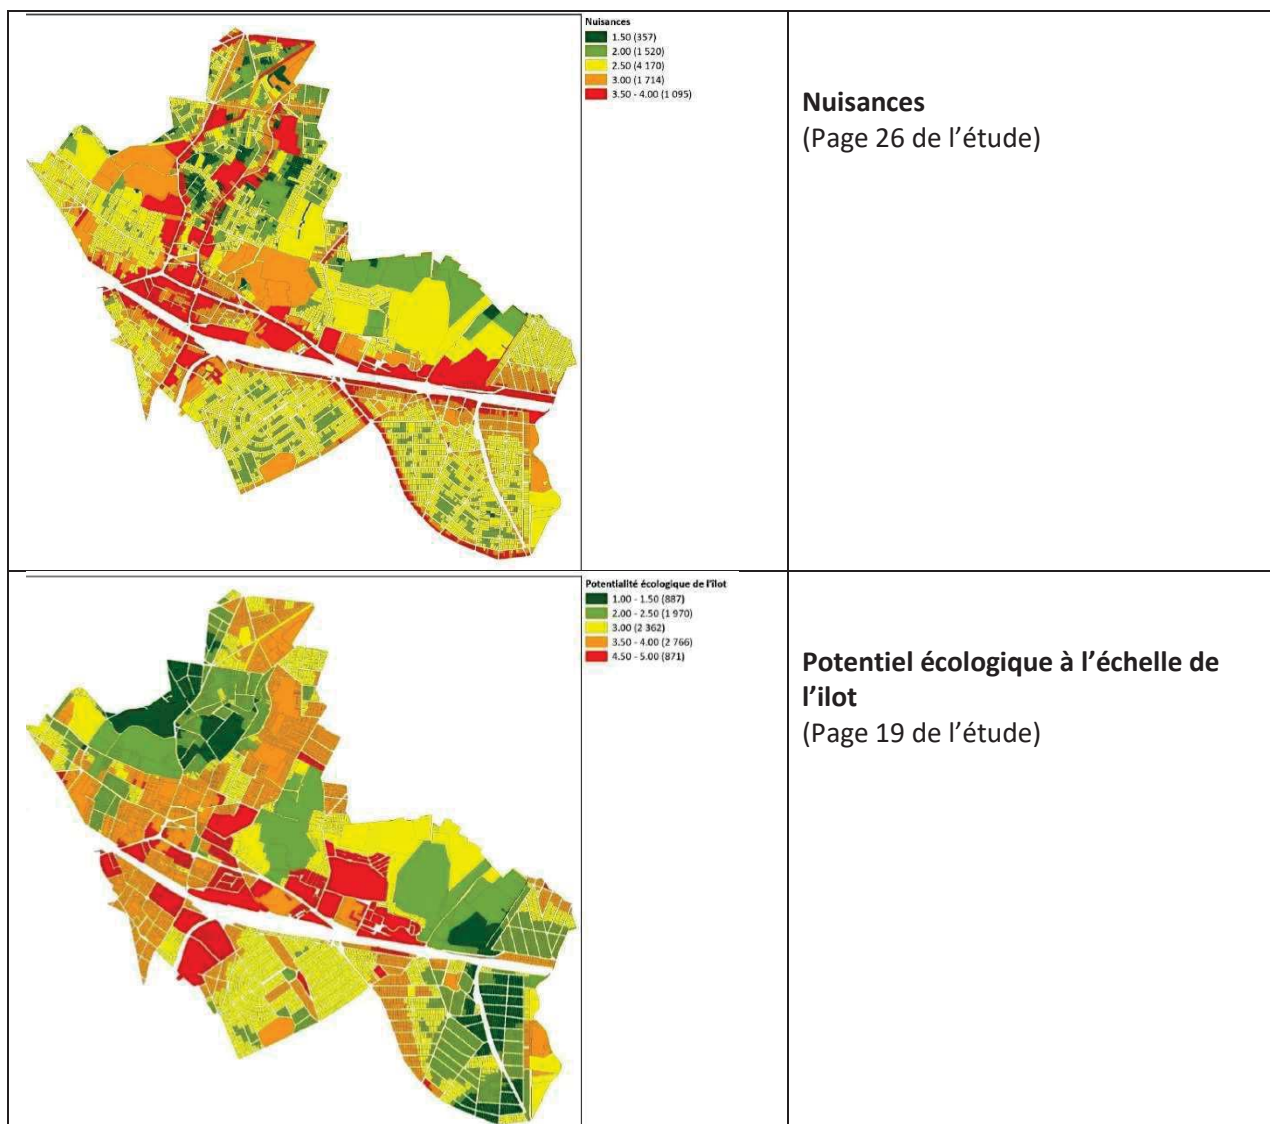 Nuisances
1.50 (357)
2.00 (1 520)
2.50 (4 170)
3.00 (1 714)
3.50 - 4.00 (1 095)
Nuisances
(Page 26 de l’étude)
Potentialité écologique de l'îlot
1.00 - 1.50 (887)
2.00 - 2.50 (1 970)
3.00 (2 362)
3.50 - 4.00 (2 766)
4.50 - 5.00 (871)
Potentiel écologique à l’échelle de
l’ilot
(Page 19 de l’étude)